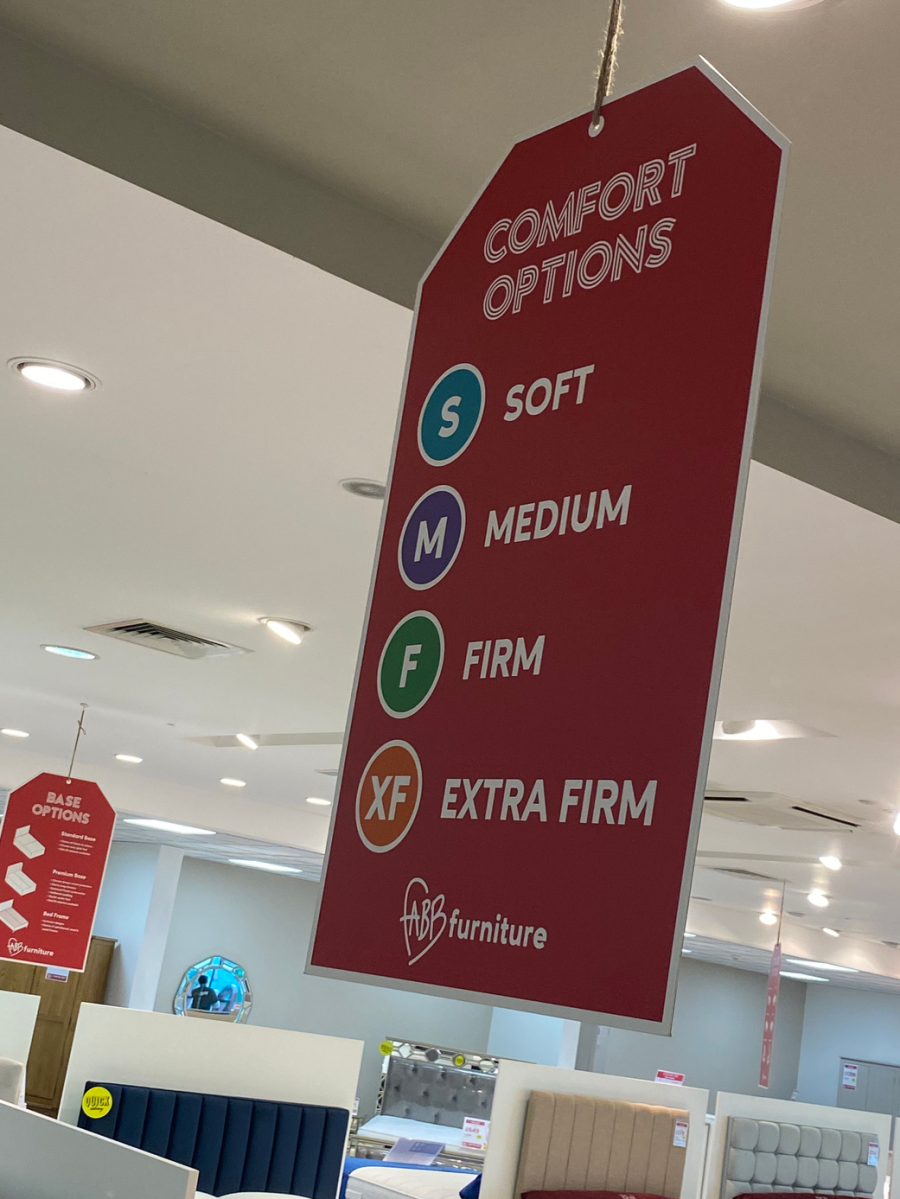 COMFORT
OPTIONS
S SOFT
M MEDIUM
F FIRM
XF EXTRA FIRM
FABB furniture
BASE
OPTIONS
Standard Base
Premium Base
Bed Frame
FABB furniture
QUICK